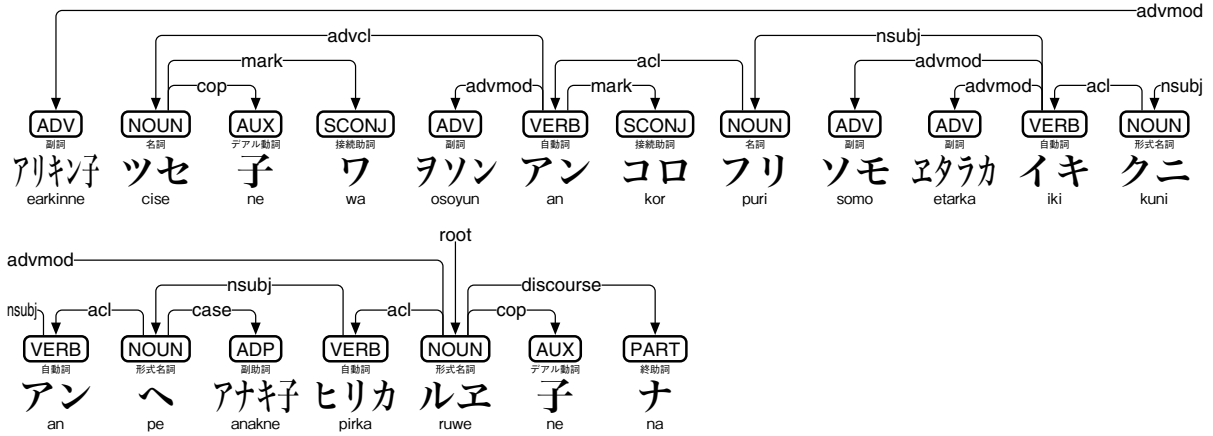 advmod
advcl nsubj
mark acl advmod
cop advmod mark advmod acl nsubj
ADV NOUN AUX SCONJ ADV VERB SCONJ NOUN ADV ADV VERB NOUN
副詞 名詞 デアル動詞 接続助詞 副詞 自動詞 接続助詞 名詞 副詞 副詞 自動詞 形式名詞
アリキン子 ツセ 子 ワ ヲソン アン コロ フリ ソモ ヱタラカ イキ クニ
earkinne cise ne wa osoyun an kor puri somo etarka iki kuni
root
advmod
nsubj discourse
nsubj acl case acl cop
VERB NOUN ADP VERB NOUN AUX PART
自動詞 形式名詞 副助詞 自動詞 形式名詞 デアル動詞 終助詞
アン ヘ アナキ子 ヒリカ ルヱ 子 ナ
an pe anakne pirka ruwe ne na